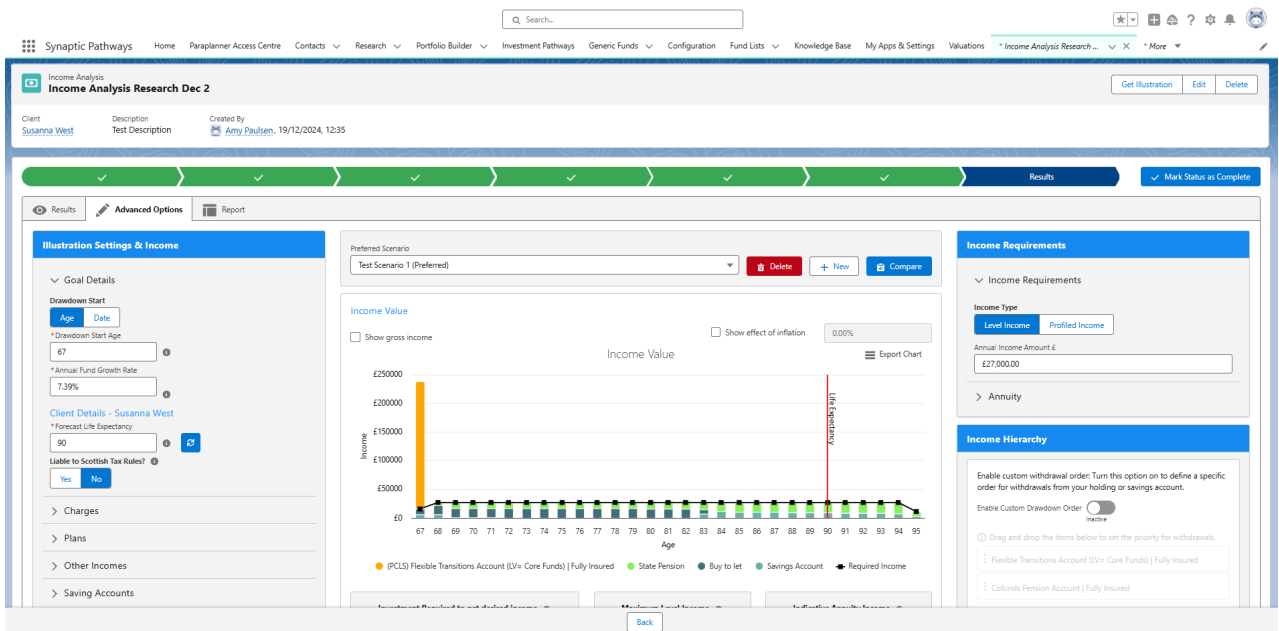 Search...
Synaptic Pathways Home Paraplanner Access Centre Contacts Research Portfolio Builder Investment Pathways Generic Funds Configuration Fund Lists Knowledge Base My Apps & Settings Valuations * Income Analysis Research ... * More
Income Analysis
Income Analysis Research Dec 2
Get Illustration Edit Delete
Client Description Created By
Susanna West Test Description Amy Paulsen, 19/12/2024, 12:35
Results
Mark Status as Complete
Results Advanced Options Report
Illustration Settings & Income
Goal Details
Drawdown Start
Age Date
* Drawdown Start Age
67
* Annual Fund Growth Rate
7.39%
Client Details - Susanna West
* Forecast Life Expectancy
90
Liable to Scottish Tax Rules?
Yes No
Charges
Plans
Other Incomes
Saving Accounts
Preferred Scenario
Test Scenario 1 (Preferred)
Delete New Compare
Income Value
Show gross income
Show effect of inflation 0.00%
Income Value
Export Chart
£250000
£200000
£150000
£100000
£50000
£0
Income
Life Expectancy
67 68 69 70 71 72 73 74 75 76 77 78 79 80 81 82 83 84 85 86 87 88 89 90 91 92 93 94 95
Age
(PCLS) Flexible Transitions Account (LV= Core Funds) | Fully Insured State Pension Buy to let Savings Account Required Income
Investment Required to get desired income Maximum Level Income Indicative Annuity Income
Income Requirements
Income Requirements
Income Type
Level Income Profiled Income
Annual Income Amount £
£27,000.00
Annuity
Income Hierarchy
Enable custom withdrawal order: Turn this option on to define a specific
order for withdrawals from your holding or savings account.
Enable Custom Drawdown Order
Inactive
Drag and drop the items below to set the priority for withdrawals.
Flexible Transitions Account (LV= Core Funds) | Fully Insured
Cofunds Pension Account | Fully Insured
Back